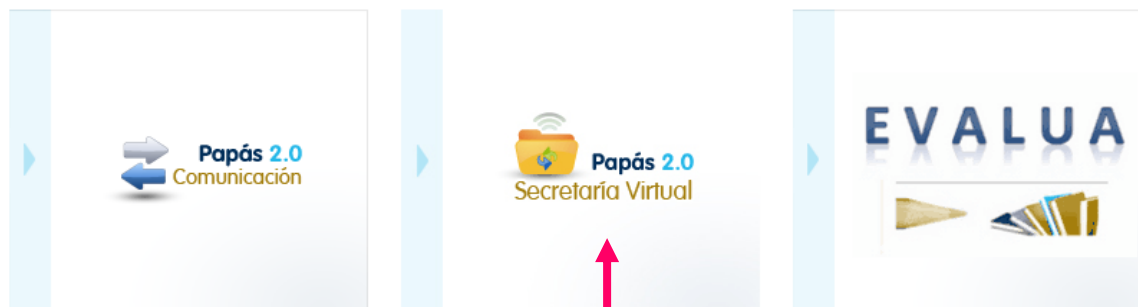 Papás 2.0
Comunicación
Papás 2.0
Secretaría Virtual
EVALUA